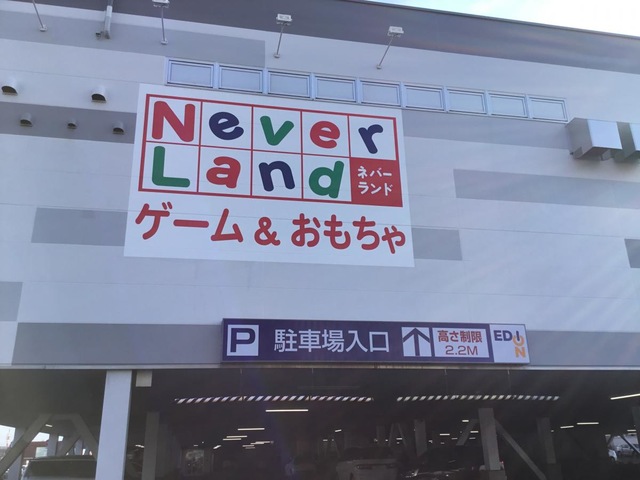 Never
Land
ネバー
ランド
ゲーム & おもちゃ
P 駐車場入口 ↑ 高さ制限
2.2M
EDION